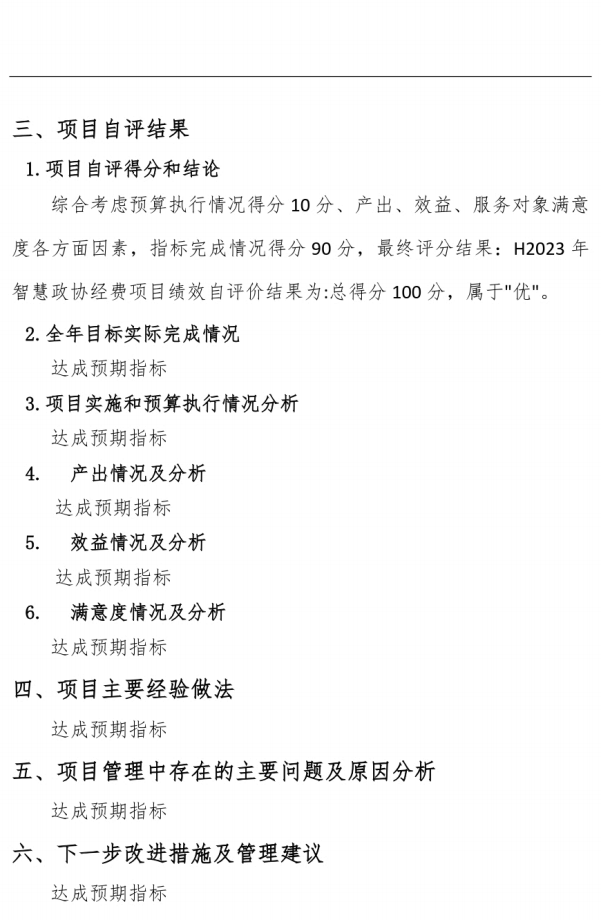 三、项目自评结果
1.项目自评得分和结论
综合考虑预算执行情况得分 10 分、产出、效益、服务对象满意
度各方面因素，指标完成情况得分 90 分，最终评分结果：H2023 年
智慧政协经费项目绩效自评价结果为:总得分 100 分，属于"优"。
2.全年目标实际完成情况
达成预期指标
3.项目实施和预算执行情况分析
达成预期指标
4. 产出情况及分析
达成预期指标
5. 效益情况及分析
达成预期指标
6. 满意度情况及分析
达成预期指标
四、项目主要经验做法
达成预期指标
五、项目管理中存在的主要问题及原因分析
达成预期指标
六、下一步改进措施及管理建议
达成预期指标